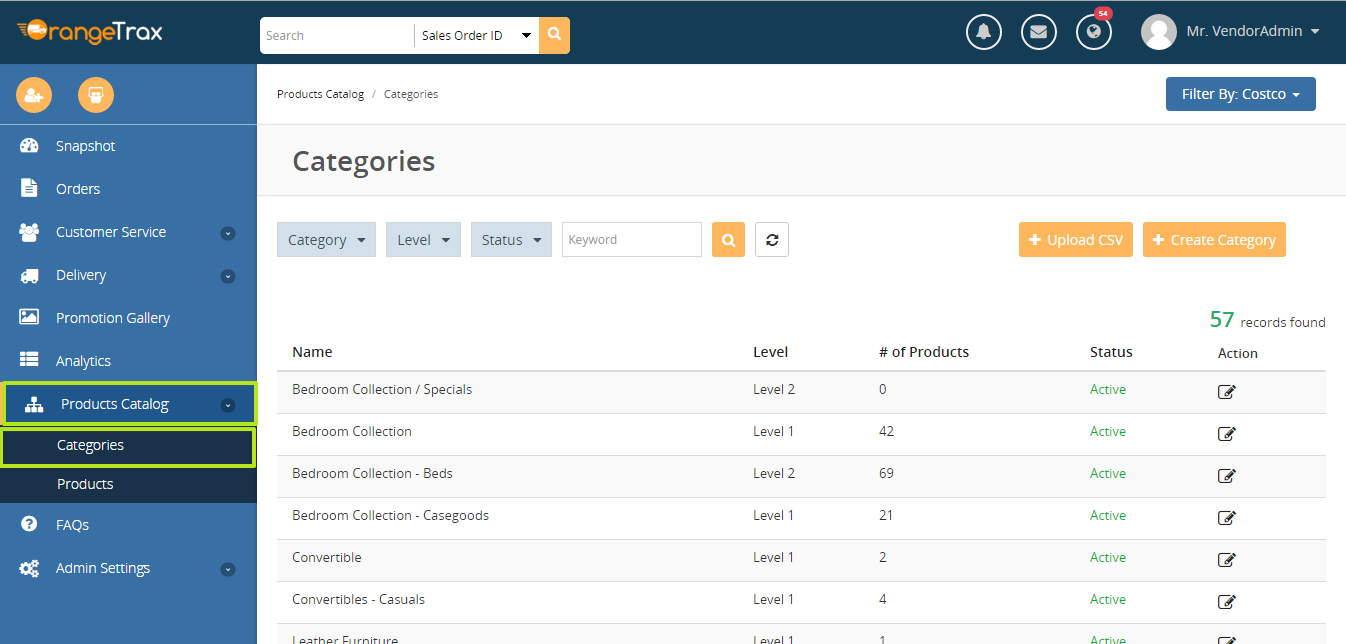 OrangeTrax
Search Sales Order ID
54
Mr. VendorAdmin
Products Catalog / Categories
Filter By: Costco
Snapshot
Orders
Customer Service
Delivery
Promotion Gallery
Analytics
Products Catalog
Categories
Products
FAQs
Admin Settings
Categories
Category Level Status Keyword
Upload CSV Create Category
57 records found
Name Level # of Products Status Action
Bedroom Collection / Specials Level 2 0 Active
Bedroom Collection Level 1 42 Active
Bedroom Collection - Beds Level 2 69 Active
Bedroom Collection - Casegoods Level 1 21 Active
Convertible Level 1 2 Active
Convertibles - Casuals Level 1 4 Active
Leather Furniture Level 1 1 Active